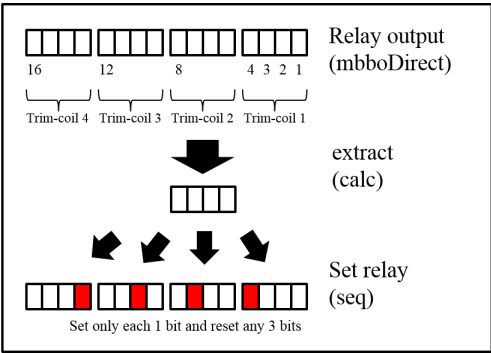 Relay output
(mbboDirect)
16 12 8 4 3 2 1
Trim-coil 4 Trim-coil 3 Trim-coil 2 Trim-coil 1
extract
(calc)
Set relay
(seq)
Set only each 1 bit and reset any 3 bits